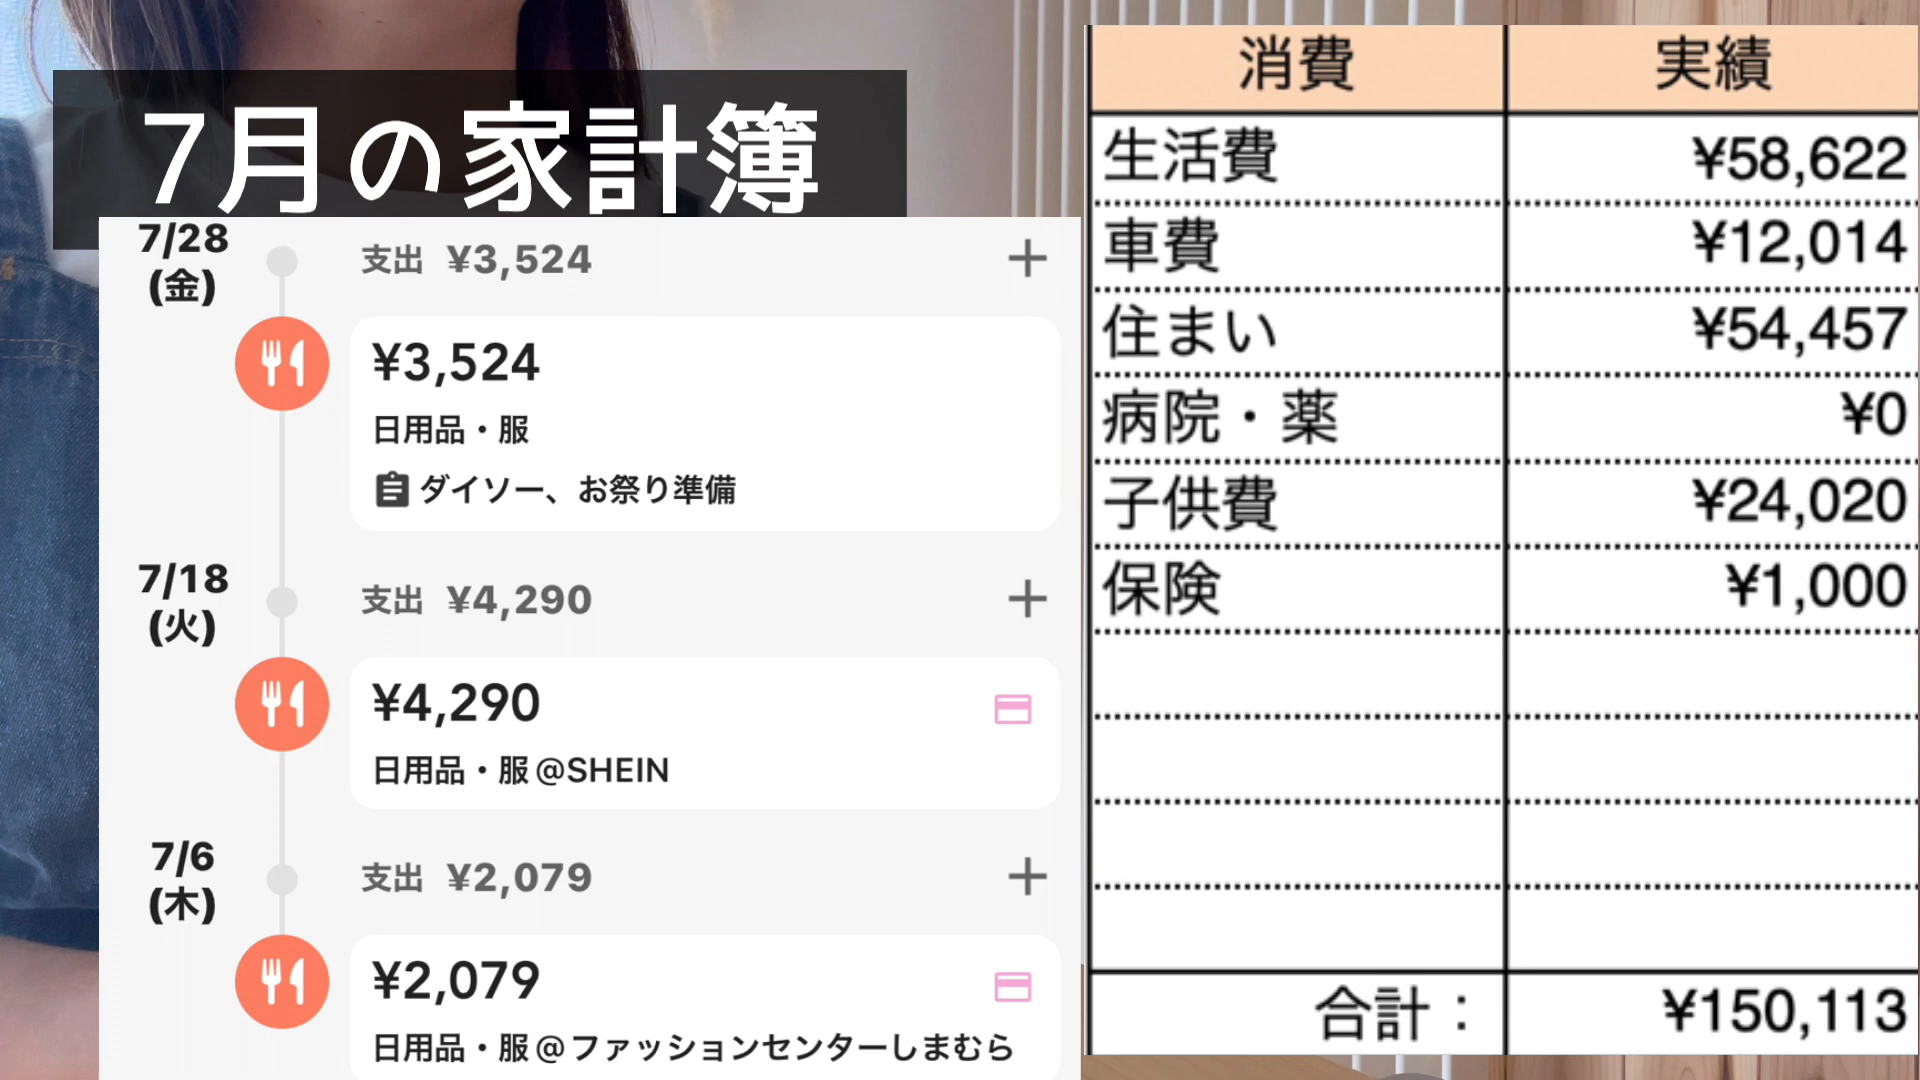 7月の家計簿
7/28
(金)
支出 ¥3,524
¥3,524
日用品・服
ダイソー、お祭り準備
7/18
(火)
支出 ¥4,290
¥4,290
日用品・服@SHEIN
7/6
(木)
支出 ¥2,079
¥2,079
日用品・服@ファッションセンターしまむら
消費 実績
生活費 ¥58,622
車費 ¥12,014
住まい ¥54,457
病院・薬 ¥0
子供費 ¥24,020
保険 ¥1,000
合計： ¥150,113